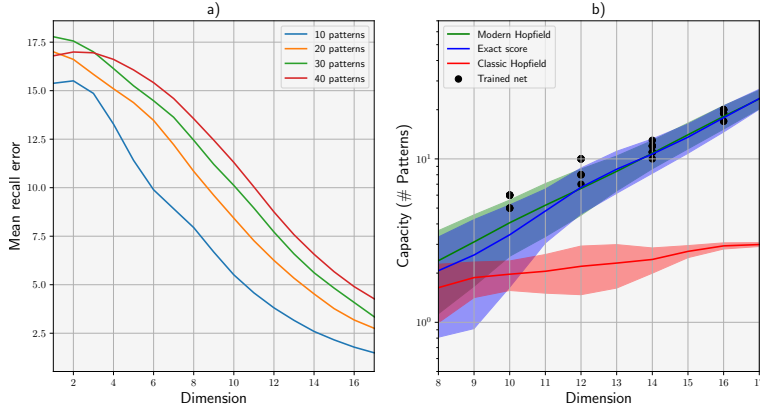 a)
17.5
15.0
12.5
10.0
7.5
5.0
2.5
Mean recall error
10 patterns
20 patterns
30 patterns
40 patterns
2
4
6
8
10
12
14
16
Dimension
b)
10¹
10⁰
Capacity (# Patterns)
Modern Hopfield
Exact score
Classic Hopfield
Trained net
8
9
10
11
12
13
14
15
16
17
Dimension